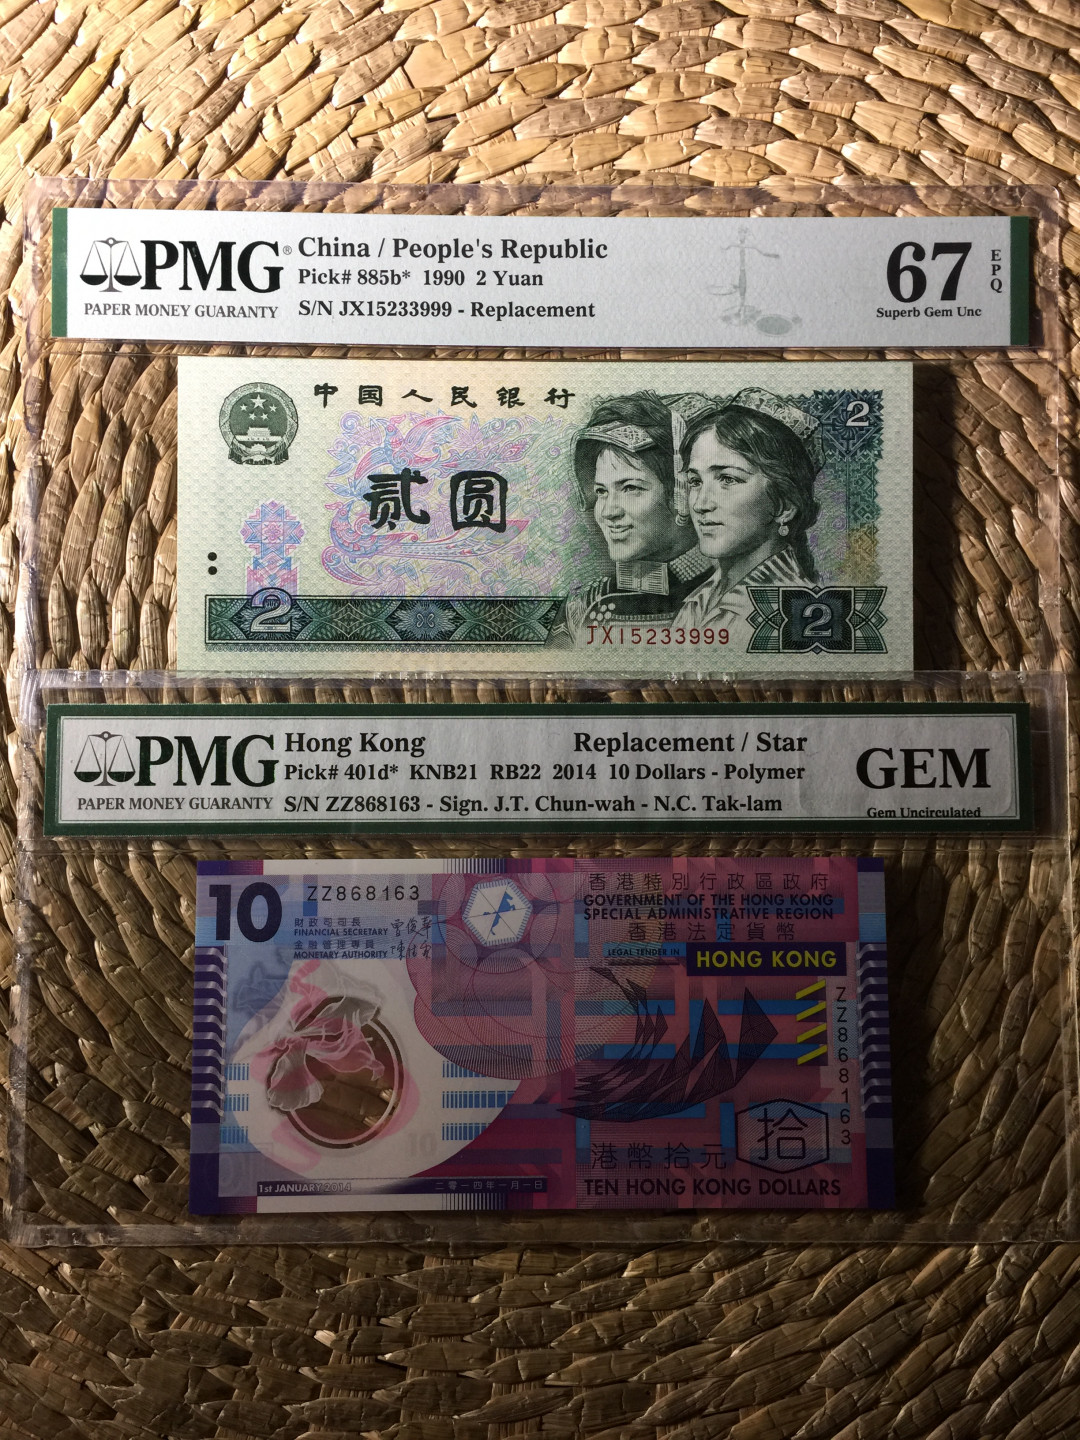 PMG®
PAPER MONEY GUARANTY
China / People's Republic
Pick# 885b* 1990 2 Yuan
S/N JX15233999 - Replacement
67
EPQ
Superb Gem Unc
中国人民银行
2
贰圆
2
JX15233999
2
PMG
PAPER MONEY GUARANTY
Hong Kong Replacement / Star
Pick# 401d* KNB21 RB22 2014 10 Dollars - Polymer
S/N ZZ868163 - Sign. J.T. Chun-wah - N.C. Tak-lam
GEM
Gem Uncirculated
10
ZZ868163
財政司司長
FINANCIAL SECRETARY
金融管理專員
MONETARY AUTHORITY
香港特別行政區政府
GOVERNMENT OF THE HONG KONG
SPECIAL ADMINISTRATIVE REGION
香港法定貨幣
LEGAL TENDER IN
HONG KONG
ZZ868163
10
10
拾
港幣拾元
TEN HONG KONG DOLLARS
1st JANUARY 2014
二零一四年一月一日